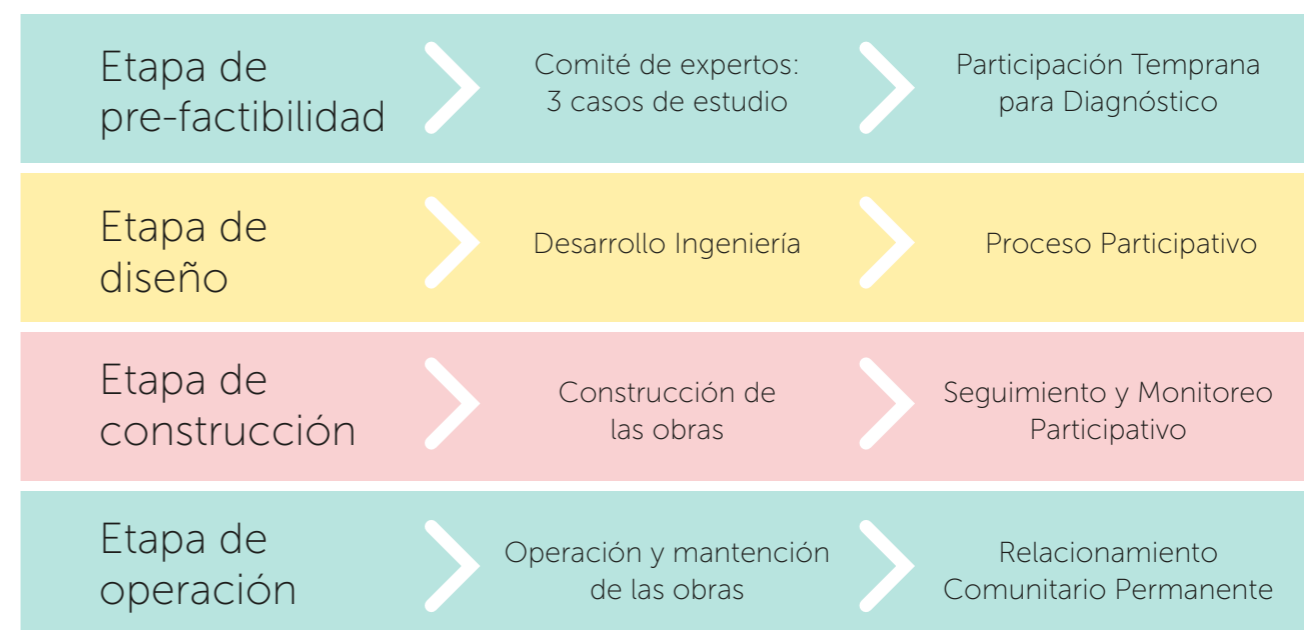 Etapa de
pre-factibilidad
Comité de expertos:
3 casos de estudio
Participación Temprana
para Diagnóstico
Etapa de
diseño
Desarrollo Ingeniería
Proceso Participativo
Etapa de
construcción
Construcción de
las obras
Seguimiento y Monitoreo
Participativo
Etapa de
operación
Operación y mantención
de las obras
Relacionamiento
Comunitario Permanente